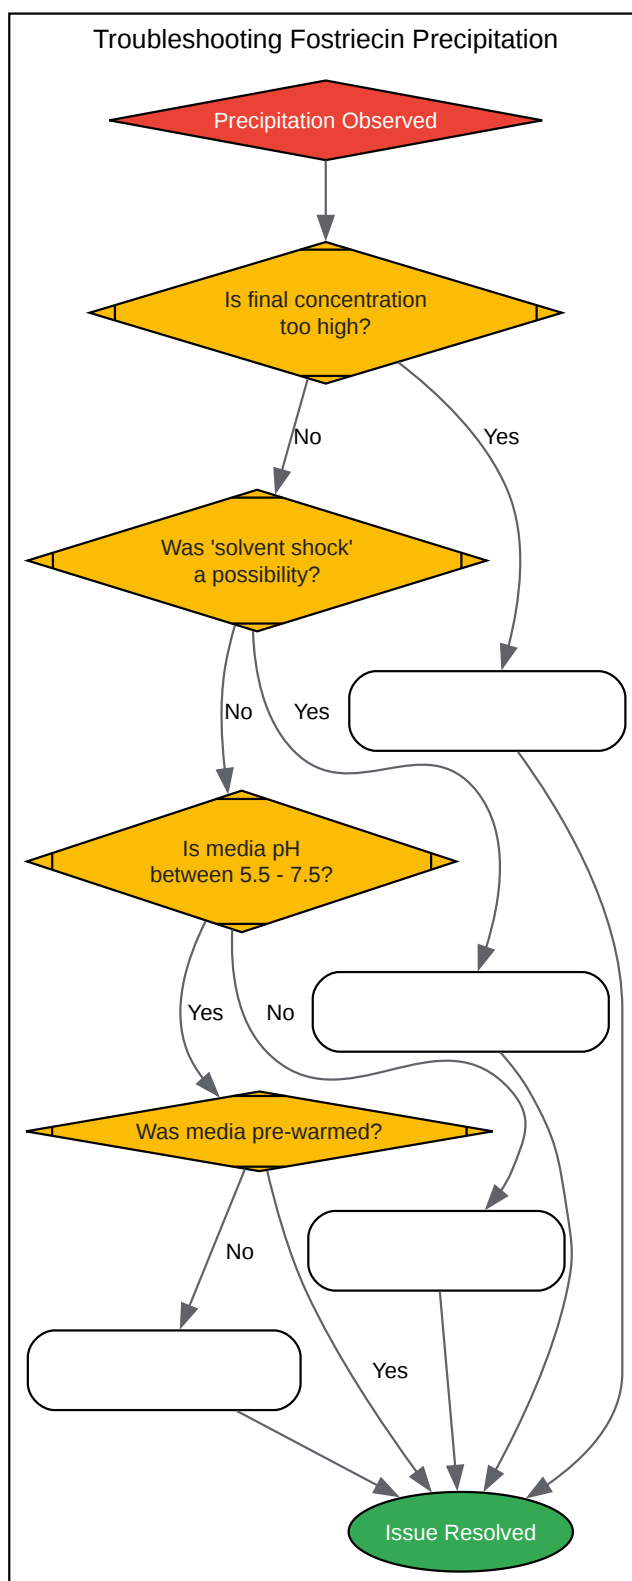 Troubleshooting Fostriecin Precipitation
Precipitation Observed
Is final concentration
too high?
No
Yes
Was 'solvent shock'
a possibility?
No
Yes
Is media pH
between 5.5 - 7.5?
Yes
No
Was media pre-warmed?
No
Yes
Issue Resolved